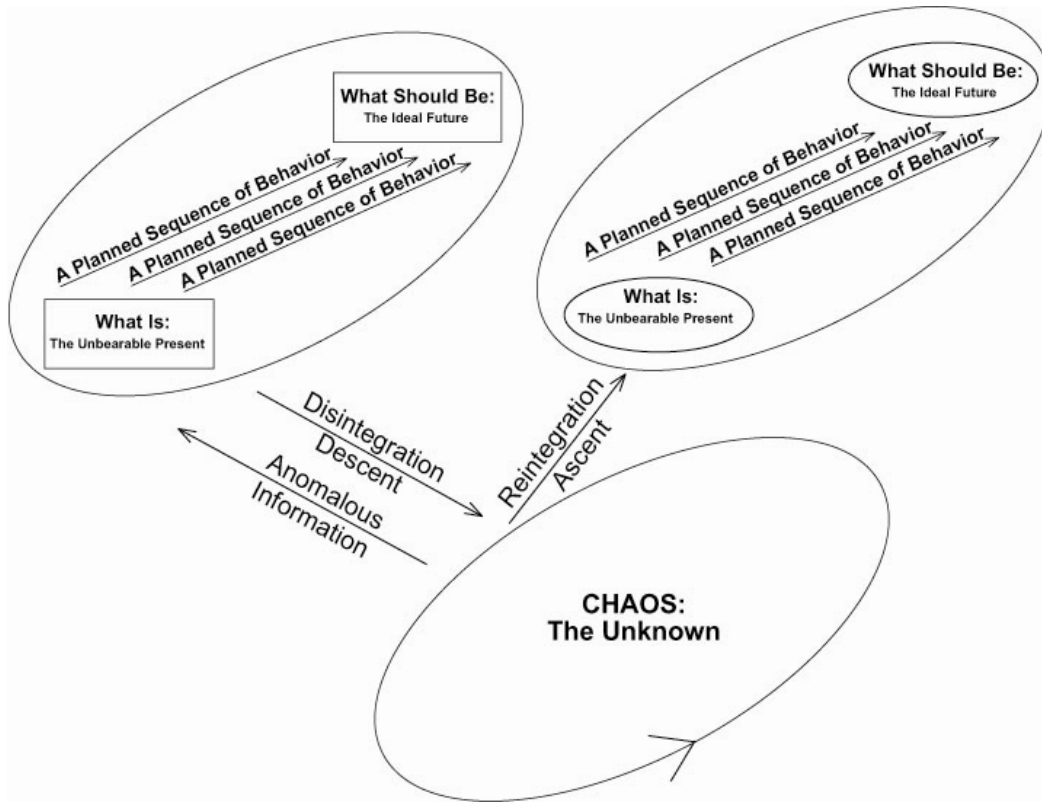 What Should Be:
The Ideal Future
A Planned Sequence of Behavior
A Planned Sequence of Behavior
A Planned Sequence of Behavior
What Is:
The Unbearable Present
What Should Be:
The Ideal Future
A Planned Sequence of Behavior
A Planned Sequence of Behavior
A Planned Sequence of Behavior
What Is:
The Unbearable Present
Disintegration
Descent
Anomalous
Information
Reintegration
Ascent
CHAOS:
The Unknown